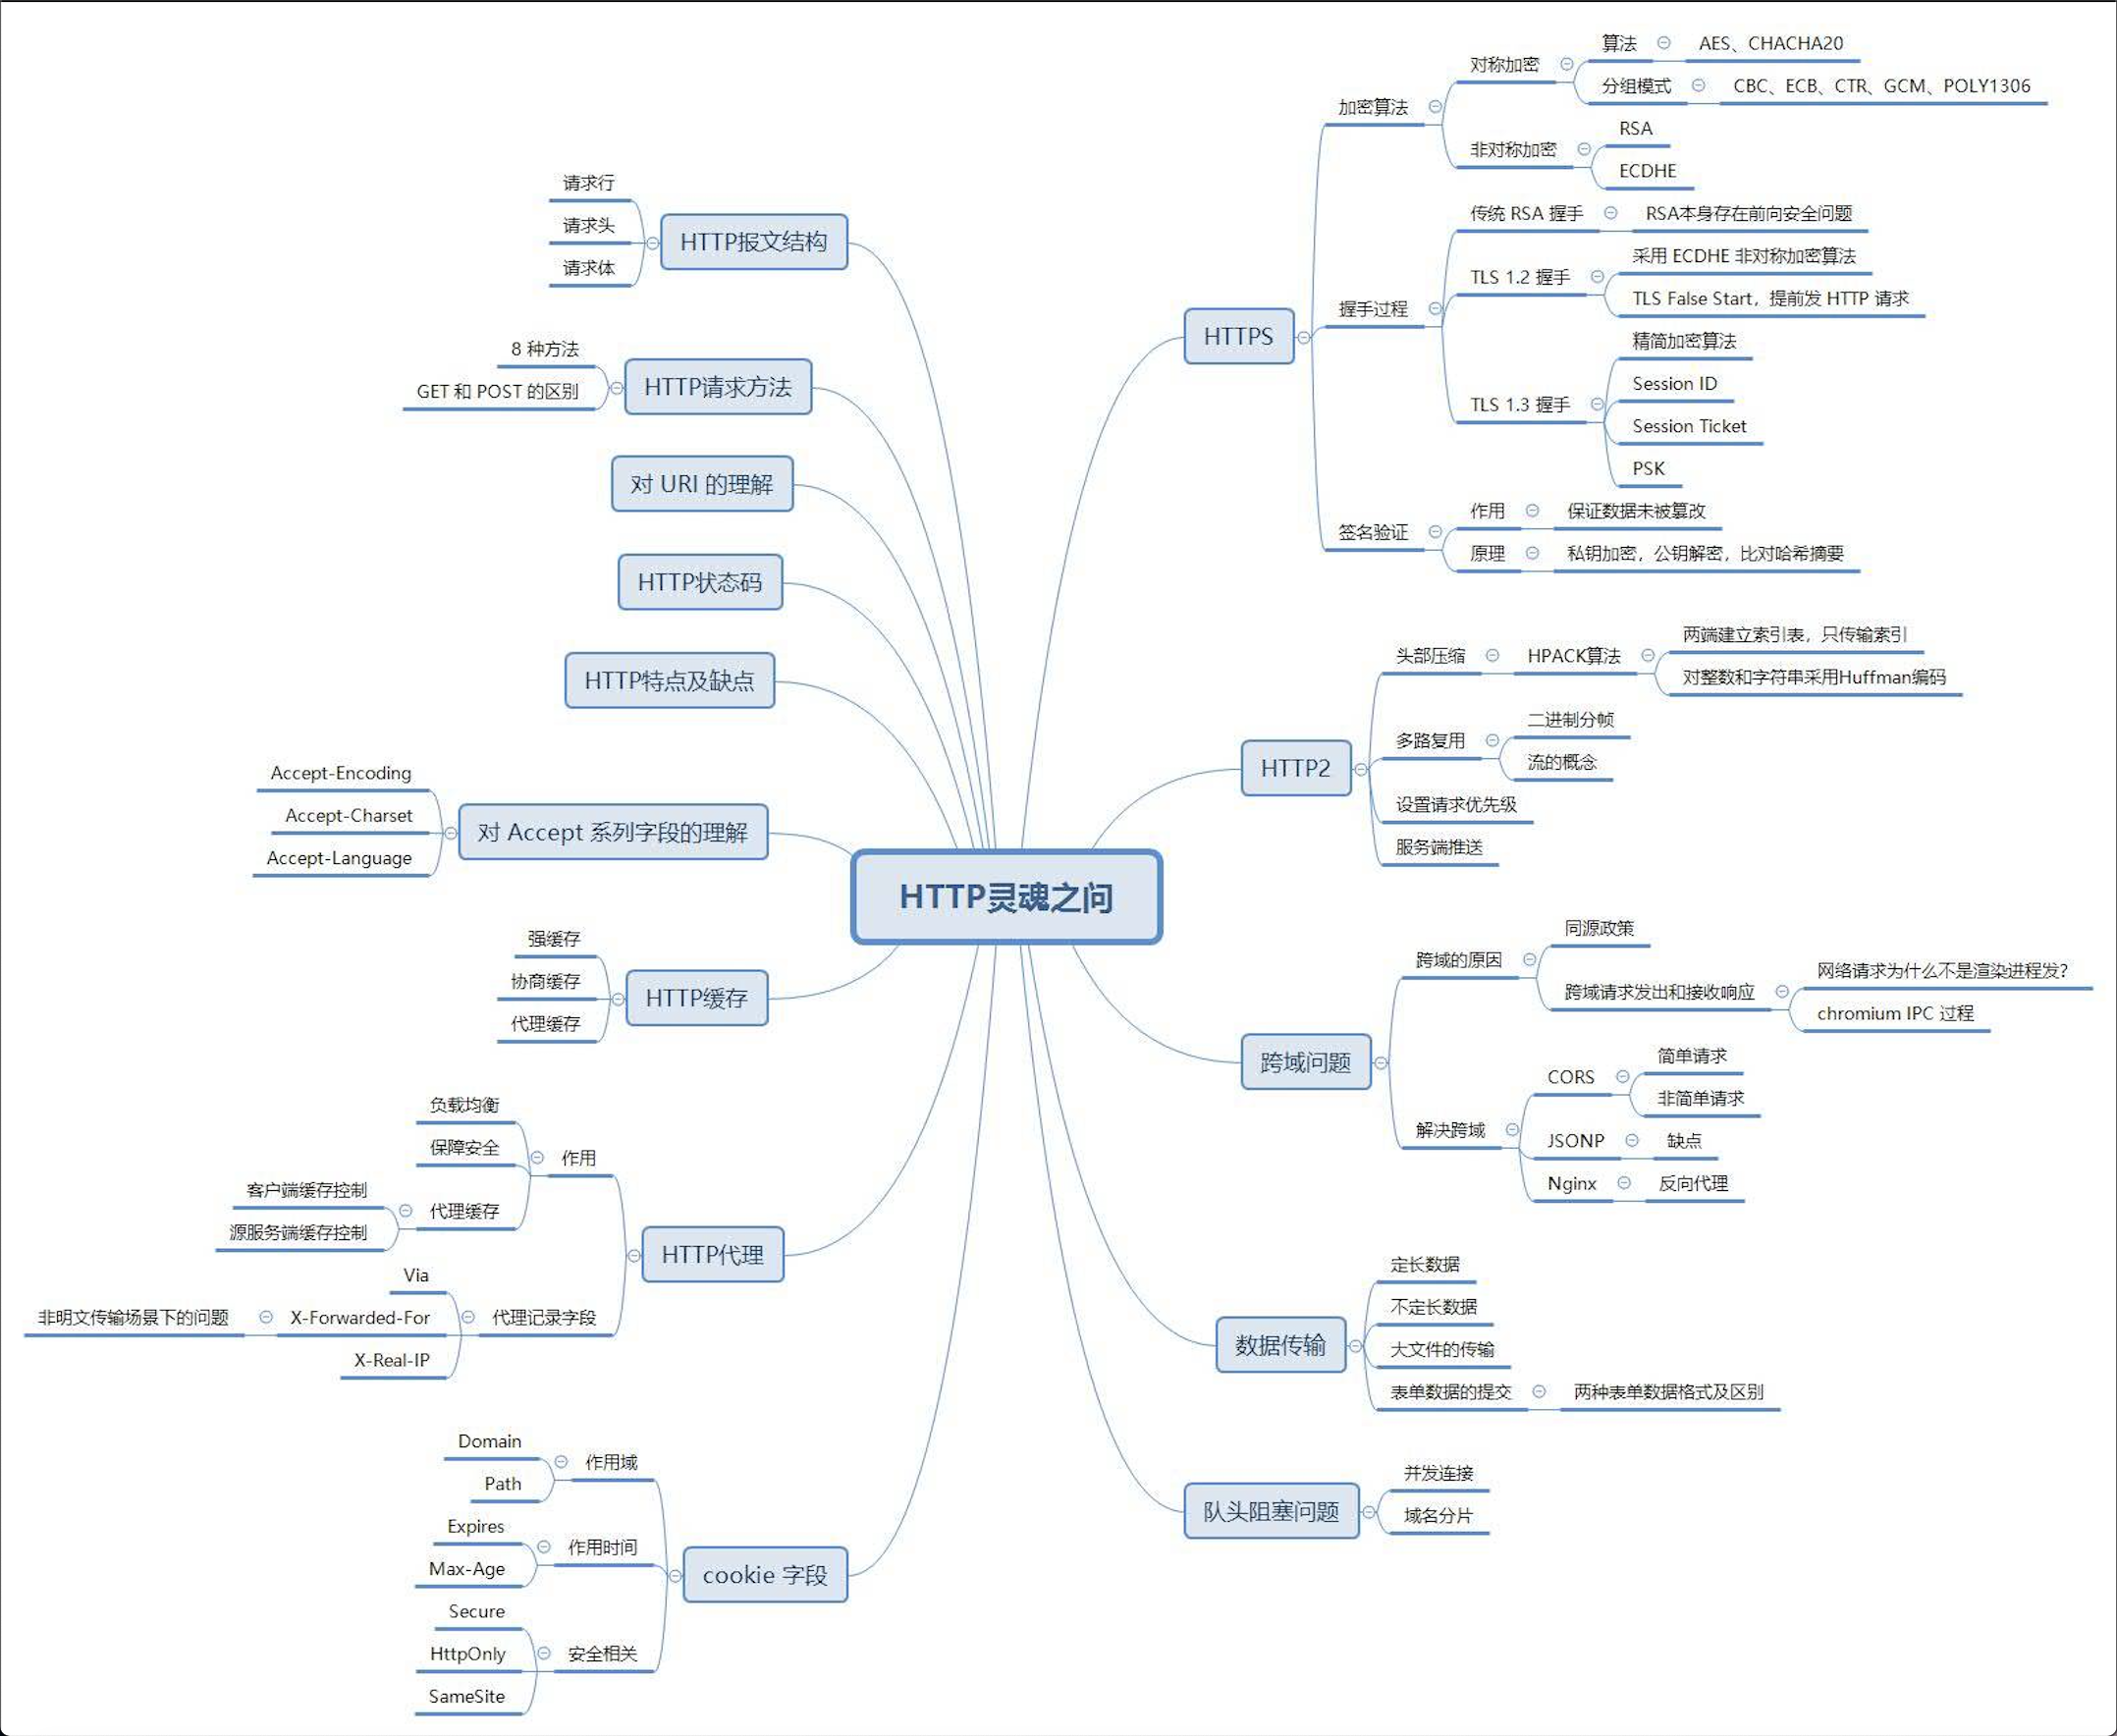 HTTP灵魂之问
HTTP报文结构
请求行
请求头
请求体
HTTP请求方法
8 种方法
GET 和 POST 的区别
对 URI 的理解
HTTP状态码
HTTP特点及缺点
对 Accept 系列字段的理解
Accept-Encoding
Accept-Charset
Accept-Language
HTTP缓存
强缓存
协商缓存
代理缓存
HTTP代理
作用
负载均衡
保障安全
代理缓存
客户端缓存控制
源服务端缓存控制
代理记录字段
Via
X-Forwarded-For
非明文传输场景下的问题
X-Real-IP
cookie 字段
作用域
Domain
Path
作用时间
Expires
Max-Age
安全相关
Secure
HttpOnly
SameSite
HTTPS
加密算法
对称加密
算法
AES、CHACHA20
分组模式
CBC、ECB、CTR、GCM、POLY1306
非对称加密
RSA
ECDHE
握手过程
传统 RSA 握手
RSA本身存在前向安全问题
TLS 1.2 握手
采用 ECDHE 非对称加密算法
TLS False Start，提前发 HTTP 请求
TLS 1.3 握手
精简加密算法
Session ID
Session Ticket
PSK
签名验证
作用
保证数据未被篡改
原理
私钥加密，公钥解密，比对哈希摘要
HTTP2
头部压缩
HPACK算法
两端建立索引表，只传输索引
对整数和字符串采用Huffman编码
多路复用
二进制分帧
流的概念
设置请求优先级
服务端推送
跨域问题
跨域的原因
同源政策
跨域请求发出和接收响应
网络请求为什么不是渲染进程发?
chromium IPC 过程
解决跨域
CORS
简单请求
非简单请求
JSONP
缺点
Nginx
反向代理
数据传输
定长数据
不定长数据
大文件的传输
表单数据的提交
两种表单数据格式及区别
队头阻塞问题
并发连接
域名分片